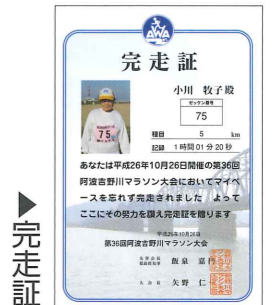 AWA
完走証
小川 牧子殿
ゼッケン番号
75
75
種目 5 km
記録 1時間01分20秒
あなたは平成26年10月26日開催の第36回
阿波吉野川マラソン大会においてマイペ
ースを忘れず完走されました よって
ここにその努力を讃え完走証を贈ります
平成26年10月26日
第36回阿波吉野川マラソン大会
飯泉 嘉門
矢野 仁
▶完走証